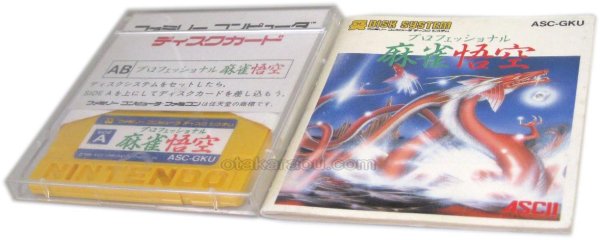 ファミリーコンピュータ
ディスクカード
AB プロフェッショナル 麻雀悟空
ディスクシステムをセットしたら、
SIDE Aを上にしてディスクカードを差し込もう。
ファミリーコンピュータ ファミコンは任天堂の商標です。
A
プロフェッショナル
麻雀悟空
ASC-GKU
NINTENDO
DISK SYSTEM
ASC-GKU
プロフェッショナル
麻雀悟空
ASCII
otakaraou.com